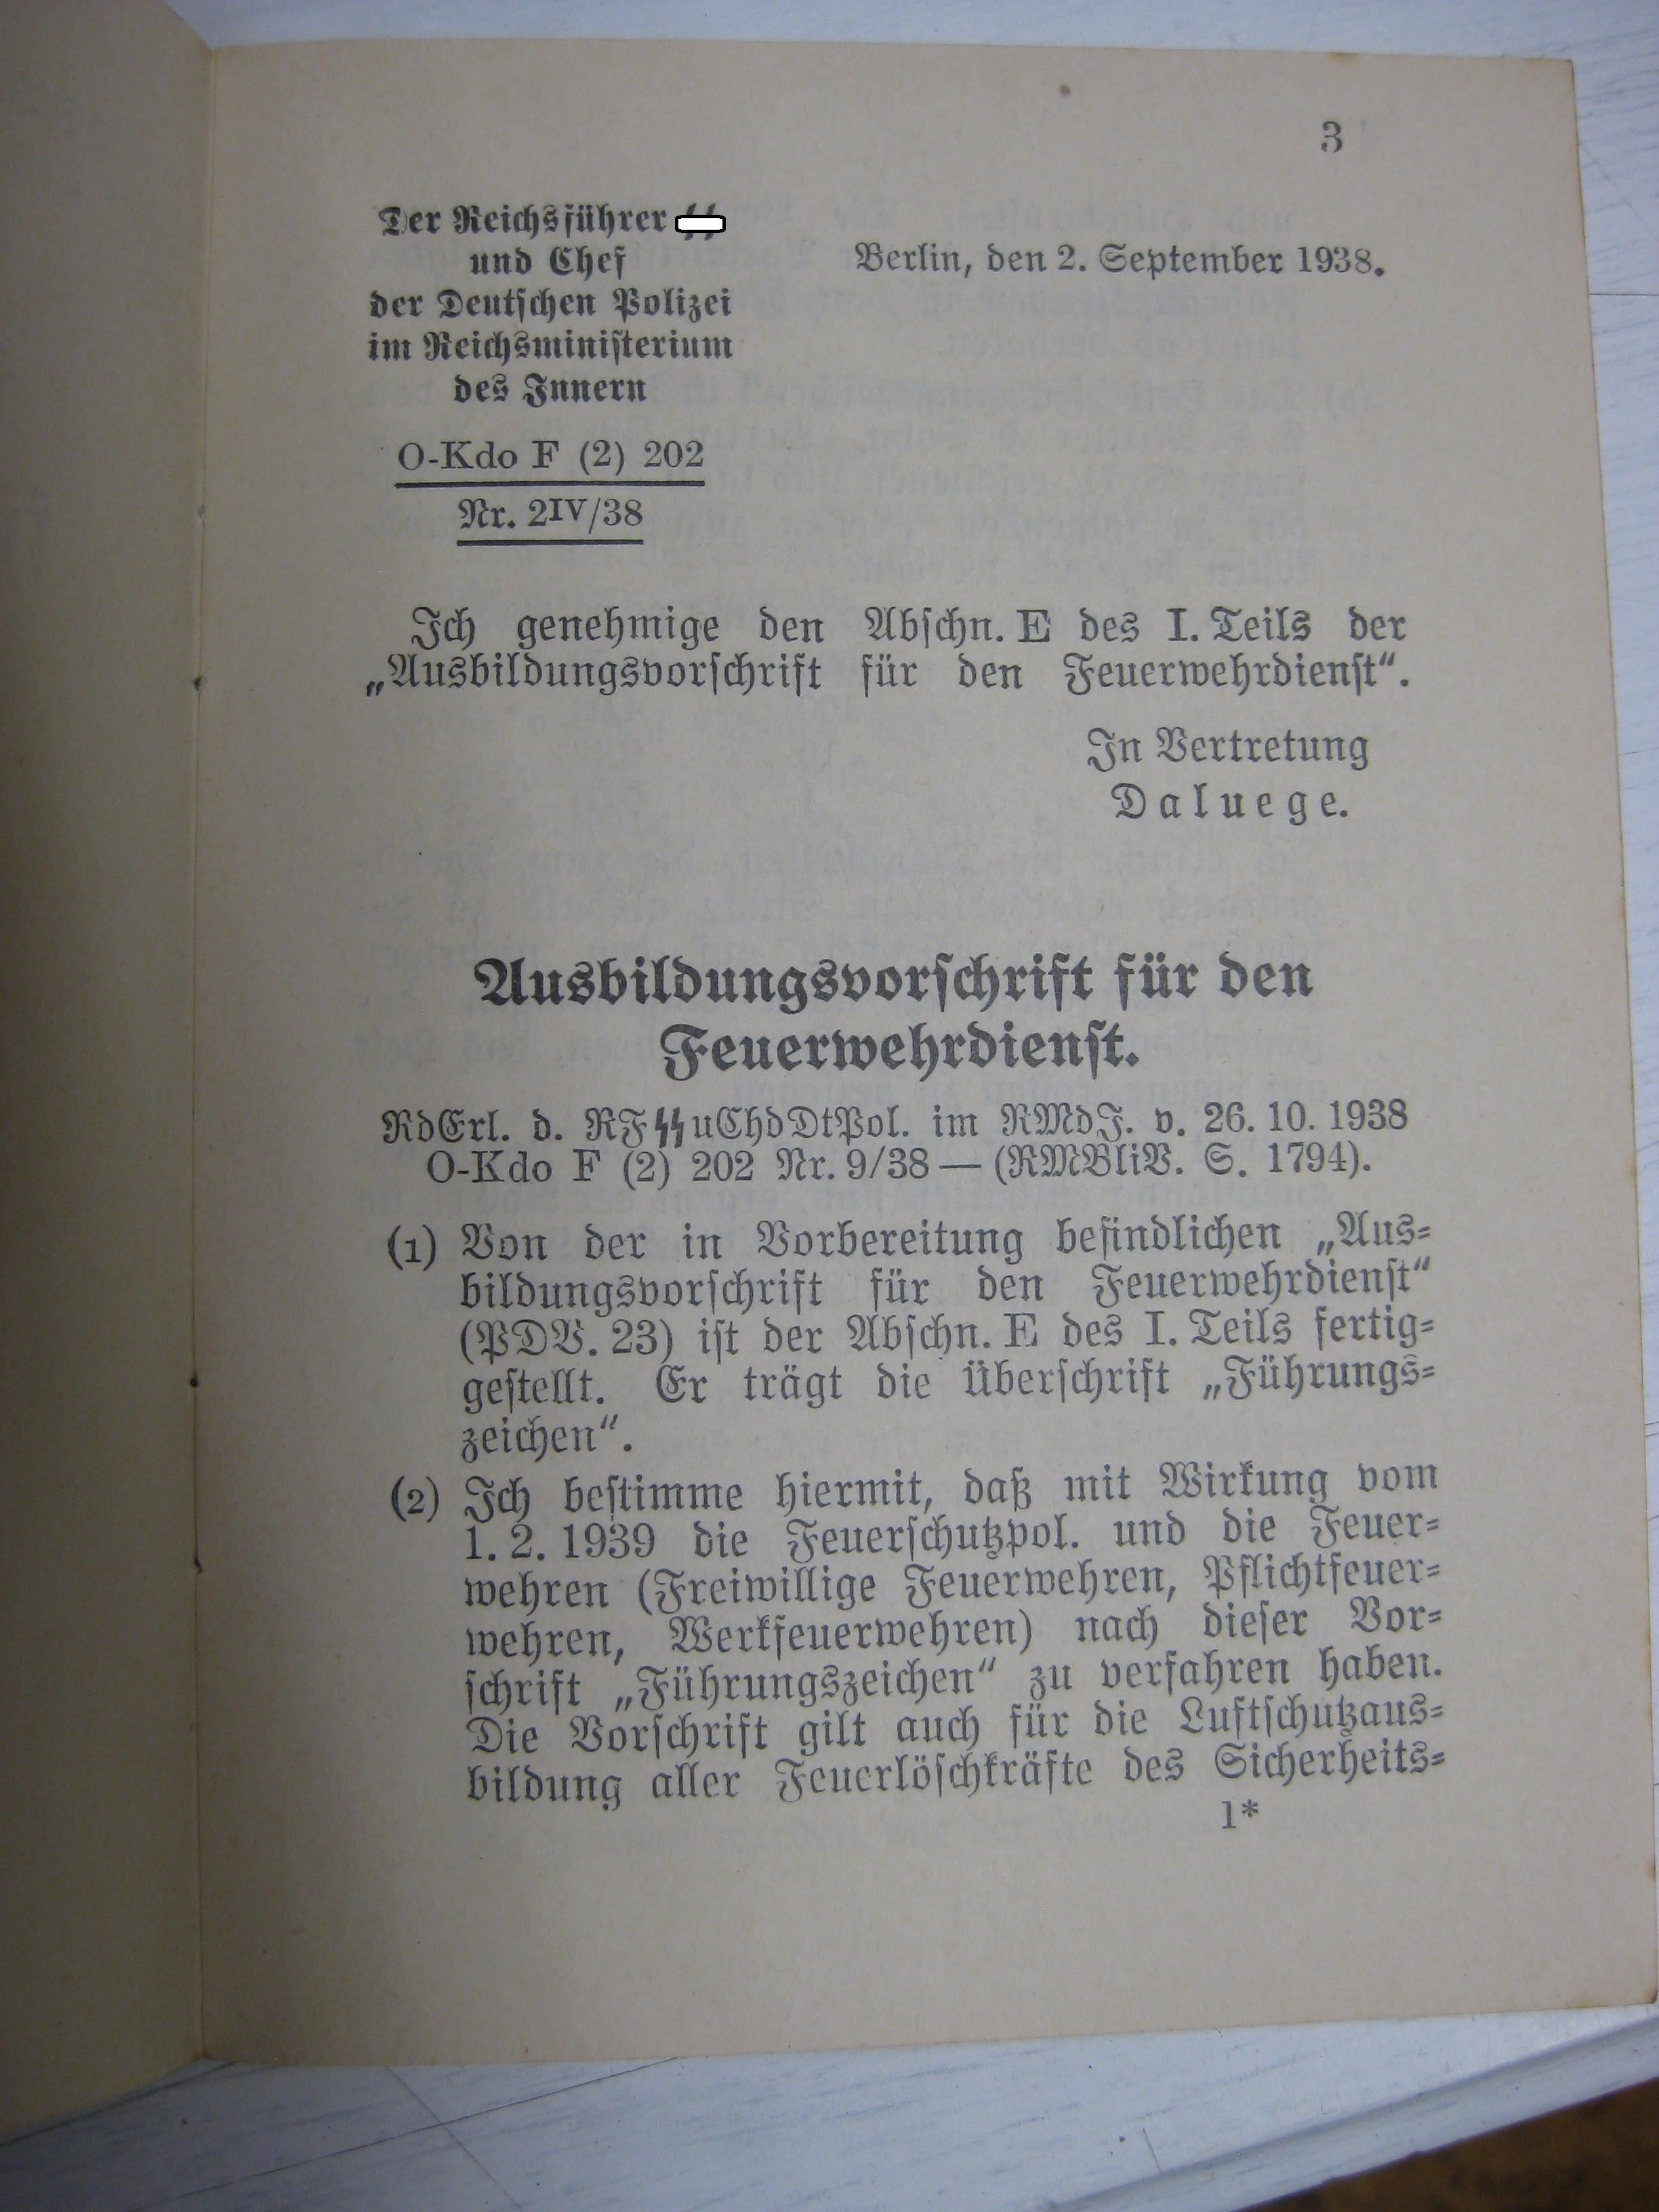 3
Der Reichsführer
und Chef
der Deutschen Polizei
im Reichsministerium
des Innern
Berlin, den 2. September 1938.
O-Kdo F (2) 202
Nr. 2IV/38
Ich genehmige den Abschn. E des I. Teils der
„Ausbildungsvorschrift für den Feuerwehrdienst“.
In Vertretung
Daluege.
Ausbildungsvorschrift für den
Feuerwehrdienst.
RdErl. d. RFSSuChdDtPol. im RMdJ. v. 26. 10. 1938
O-Kdo F (2) 202 Nr. 9/38 — (RMBliV. S. 1794).
(1) Von der in Vorbereitung befindlichen „Aus-
bildungsvorschrift für den Feuerwehrdienst“
(PDV. 23) ist der Abschn. E des I. Teils fertig-
gestellt. Er trägt die Überschrift „Führungs-
zeichen“.
(2) Ich bestimme hiermit, daß mit Wirkung vom
1. 2. 1939 die Feuerschutzpol. und die Feuer-
wehren (Freiwillige Feuerwehren, Pflichtfeuer-
wehren, Werkfeuerwehren) nach dieser Vor-
schrift „Führungszeichen“ zu verfahren haben.
Die Vorschrift gilt auch für die Luftschutzaus-
bildung aller Feuerlöschkräfte des Sicherheits-
1*